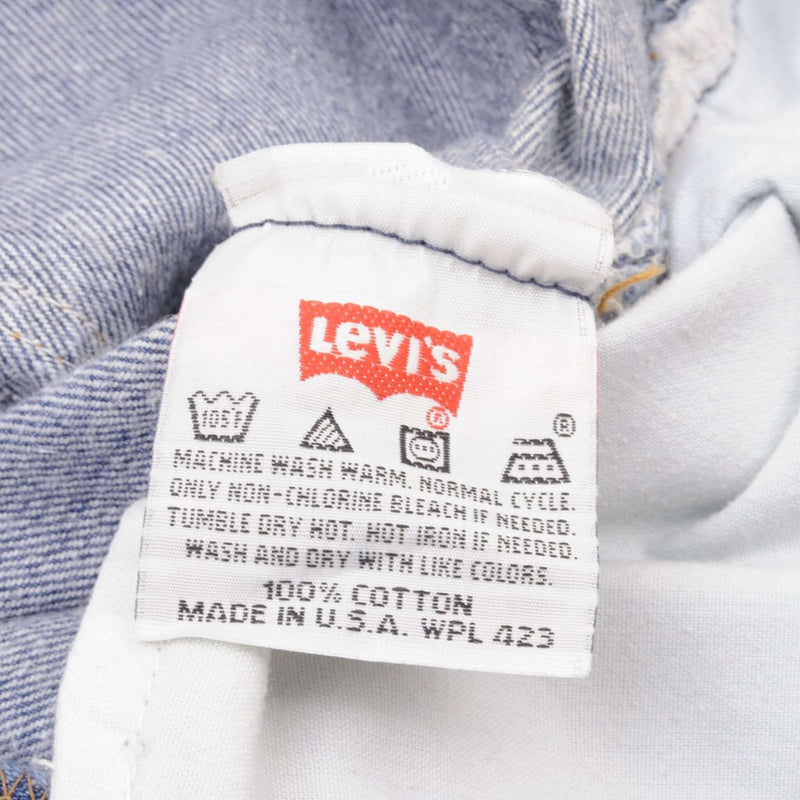 Levi's
®
105°F
®
MACHINE WASH WARM. NORMAL CYCLE.
ONLY NON-CHLORINE BLEACH IF NEEDED.
TUMBLE DRY HOT. HOT IRON IF NEEDED.
WASH AND DRY WITH LIKE COLORS.
100% COTTON
MADE IN U.S.A. WPL 423